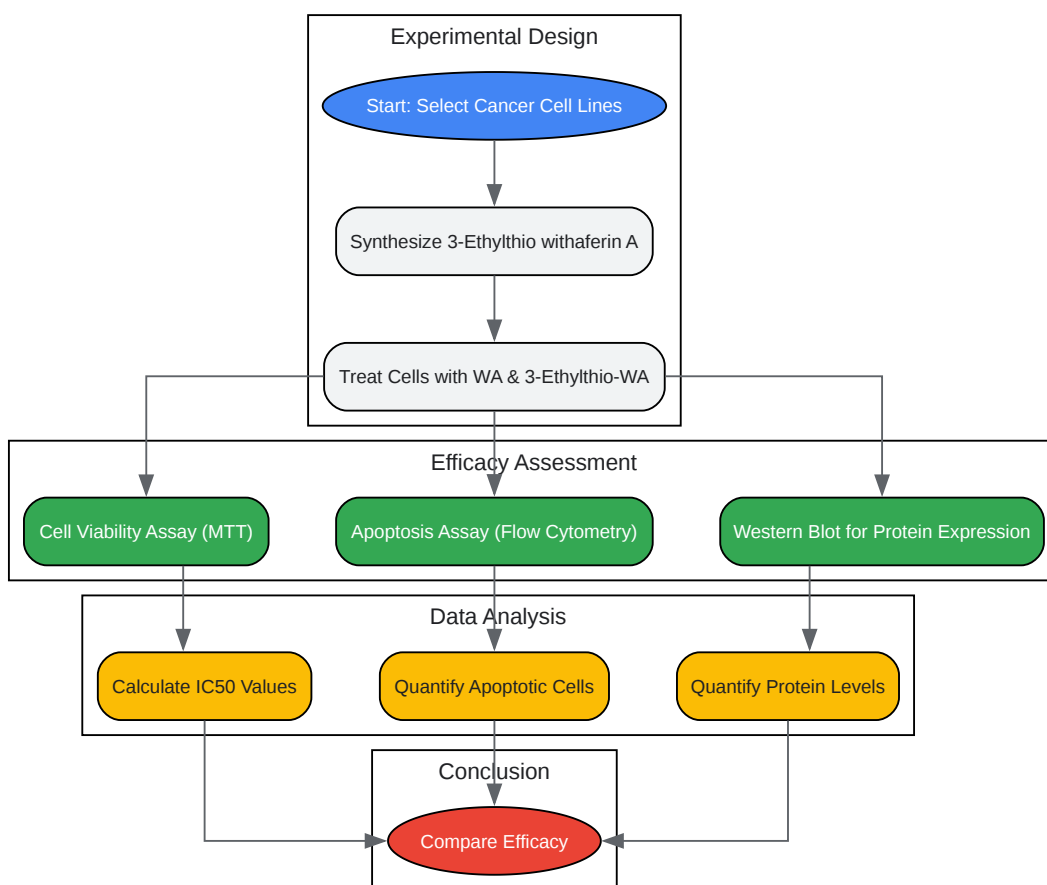 Experimental Design
Start: Select Cancer Cell Lines
Synthesize 3-Ethylthio withaferin A
Treat Cells with WA & 3-Ethylthio-WA
Efficacy Assessment
Cell Viability Assay (MTT)
Apoptosis Assay (Flow Cytometry)
Western Blot for Protein Expression
Data Analysis
Calculate IC50 Values
Quantify Apoptotic Cells
Quantify Protein Levels
Conclusion
Compare Efficacy